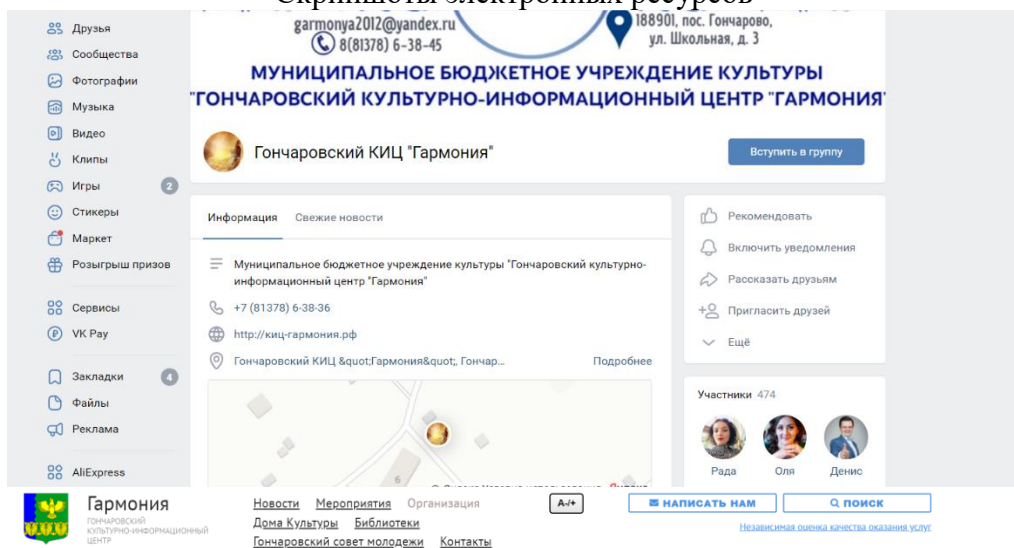 Скриншоты электронных ресурсов
garmonya2012@yandex.ru
8(81378) 6-38-45
188901, пос. Гончарово,
ул. Школьная, д. 3
МУНИЦИПАЛЬНОЕ БЮДЖЕТНОЕ УЧРЕЖДЕНИЕ КУЛЬТУРЫ
"ГОНЧАРОВСКИЙ КУЛЬТУРНО-ИНФОРМАЦИОННЫЙ ЦЕНТР "ГАРМОНИЯ"
Друзья
Сообщества
Фотографии
Музыка
Видео
Клипы
Игры 2
Стикеры
Маркет
Розыгрыш призов
Сервисы
VK Pay
Закладки 4
Файлы
Реклама
AliExpress
Гончаровский КИЦ "Гармония"
Вступить в группу
Информация Свежие новости
Муниципальное бюджетное учреждение культуры "Гончаровский культурно-
информационный центр "Гармония"
+7 (81378) 6-38-36
http://киц-гармония.рф
Гончаровский КИЦ &quot;Гармония&quot;, Гончар... Подробнее
6
Рекомендовать
Включить уведомления
Рассказать друзьям
Пригласить друзей
Ещё
Участники 474
Рада Оля Денис
Гармония
ГОНЧАРОВСКИЙ
КУЛЬТУРНО-ИНФОРМАЦИОННЫЙ
ЦЕНТР
Новости Мероприятия Организация
Дома Культуры Библиотеки
Гончаровский совет молодежи Контакты
A-/+
НАПИСАТЬ НАМ
ПОИСК
Независимая оценка качества оказания услуг